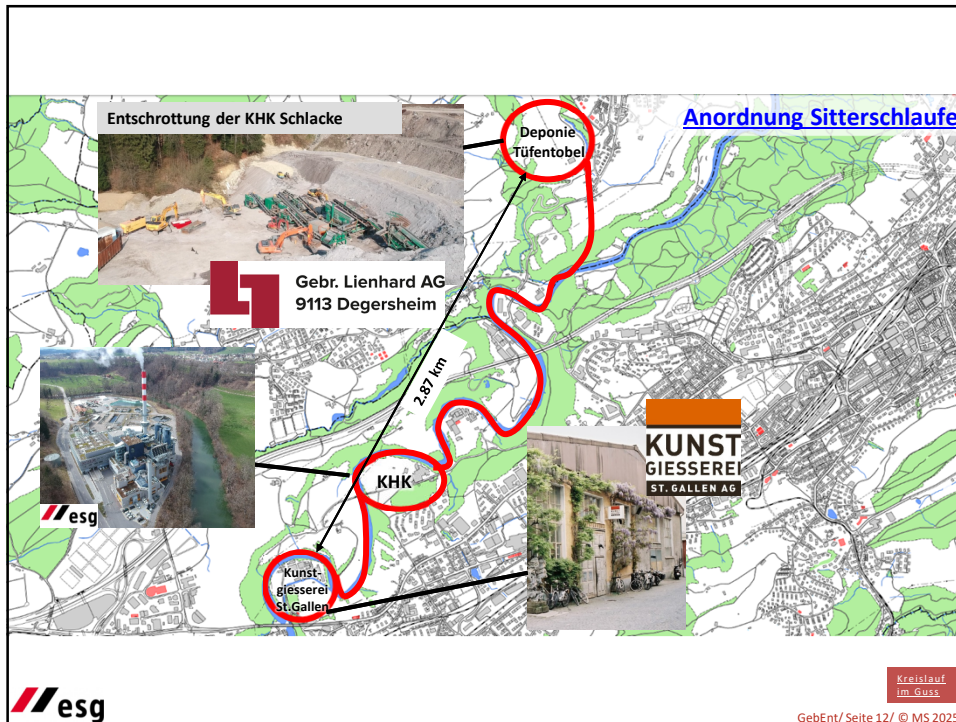 Entschrottung der KHK Schlacke
Anordnung Sitterschlaufe
Deponie
Tüfentobel
Gebr. Lienhard AG
9113 Degersheim
2.87 km
KUNST
GIESSEREI
ST. GALLEN AG
KHK
esg
Kunst-
giesserei
St.Gallen
Kreislauf
im Guss
esg
GebEnt/ Seite 12/ © MS 2025